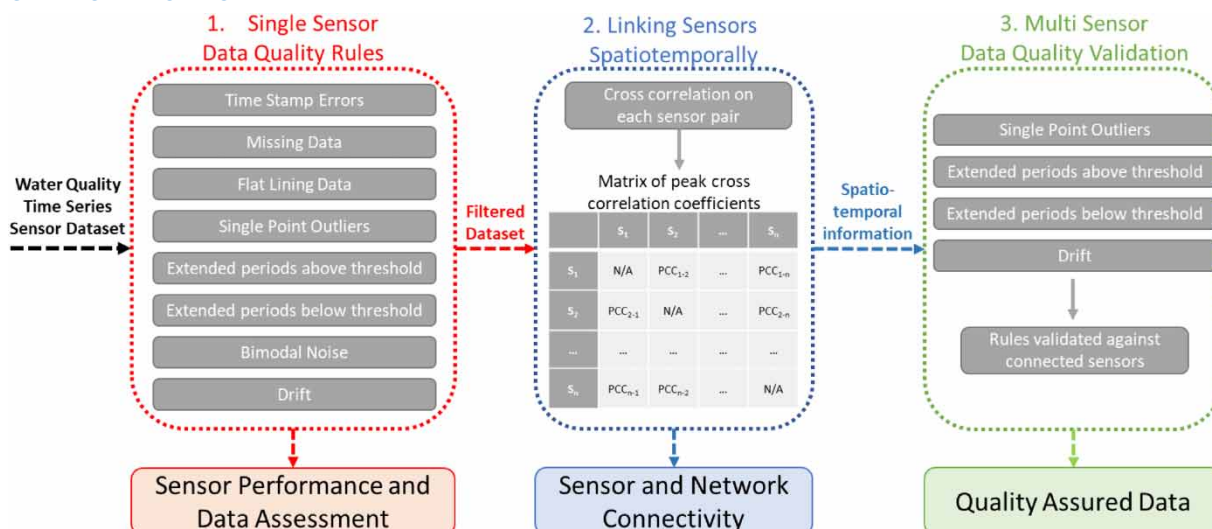 1. Single Sensor
Data Quality Rules
Time Stamp Errors
Missing Data
Flat Lining Data
Single Point Outliers
Extended periods above threshold
Extended periods below threshold
Bimodal Noise
Drift
Water Quality
Time Series
Sensor Dataset
Filtered
Dataset
Sensor Performance and
Data Assessment
2. Linking Sensors
Spatiotemporally
Cross correlation on
each sensor pair
Matrix of peak cross
correlation coefficients
S₁ S₂ ... Sₙ
S₁ N/A PCC₁₋₂ ... PCC₁₋ₙ
S₂ PCC₂₋₁ N/A ... PCC₂₋ₙ
... ... ... ... ...
Sₙ PCCₙ₋₁ PCCₙ₋₂ ... N/A
Spatio-
temporal
information
Sensor and Network
Connectivity
3. Multi Sensor
Data Quality Validation
Single Point Outliers
Extended periods above threshold
Extended periods below threshold
Drift
Rules validated against
connected sensors
Quality Assured Data